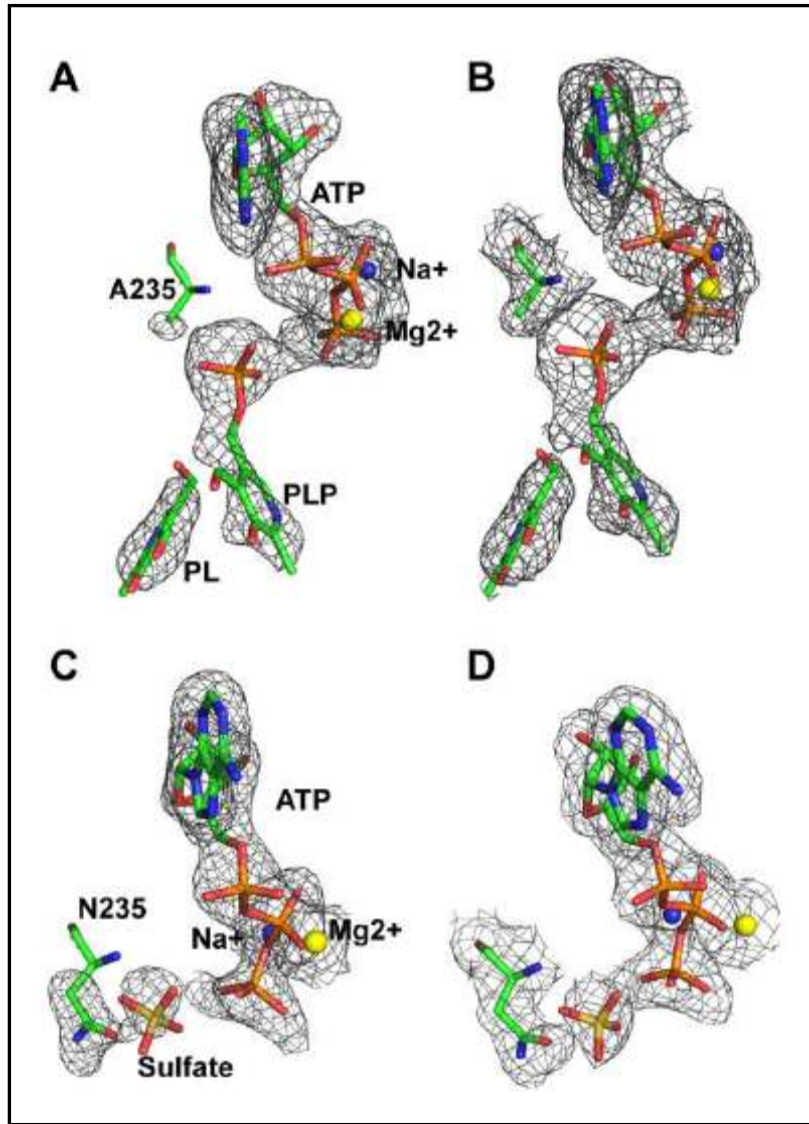 A
B
ATP
A235
Na+
Mg2+
PLP
PL
C
D
ATP
N235
Na+
Mg2+
Sulfate